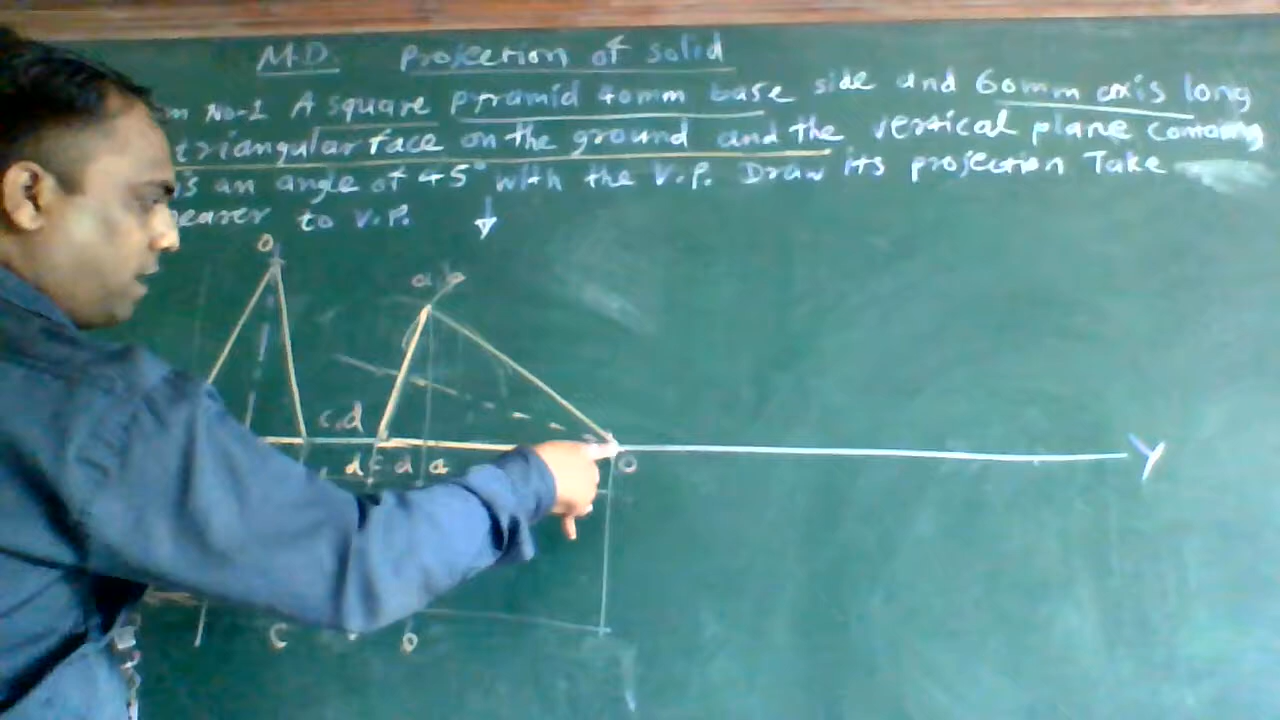 M.D. Projection of solid
m No-1 A square pyramid 40mm base side and 60mm axis long
triangular face on the ground and the vertical plane
is an angle of 45° with the V.P. Draw its projection Take
nearer to V.P.
o
a b
c,d
d c d a
o
Y
c b